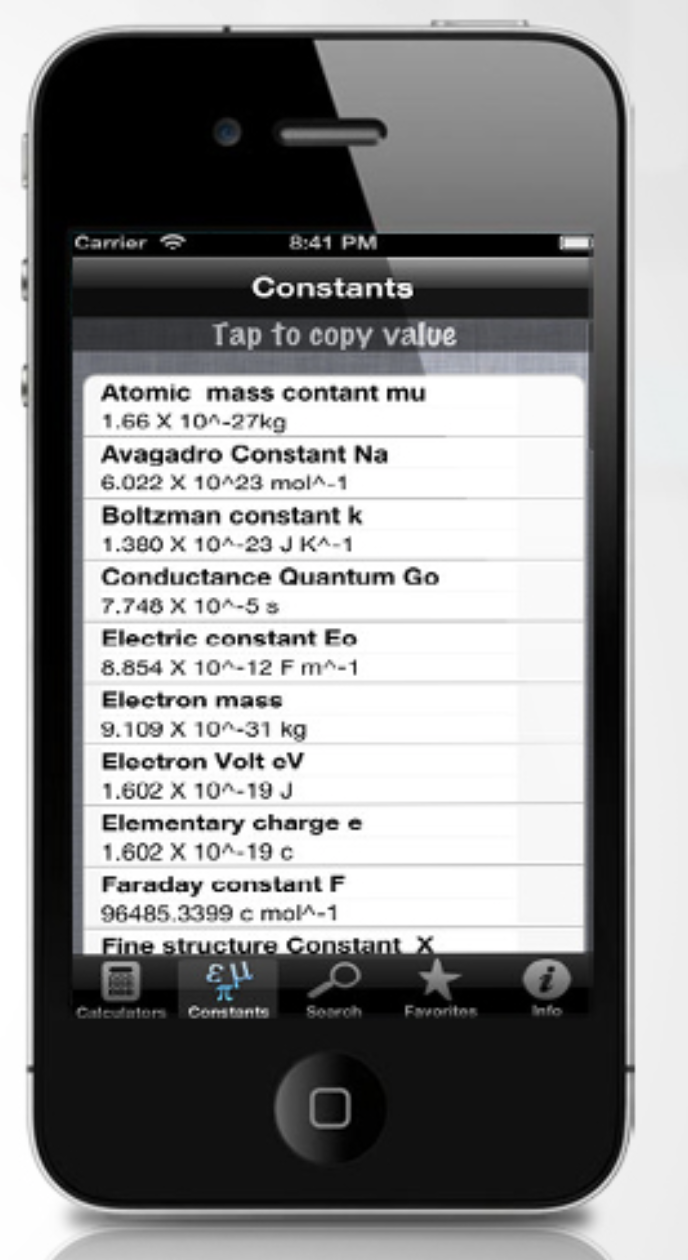 Carrier 8:41 PM
Constants
Tap to copy value
Atomic  mass contant mu
1.66 X 10^-27kg
Avagadro Constant Na
6.022 X 10^23 mol^-1
Boltzman constant k
1.380 X 10^-23 J K^-1
Conductance Quantum Go
7.748 X 10^-5 s
Electric constant Eo
8.854 X 10^-12 F m^-1
Electron mass
9.109 X 10^-31 kg
Electron Volt eV
1.602 X 10^-19 J
Elementary charge e
1.602 X 10^-19 c
Faraday constant F
96485.3399 c mol^-1
Fine structure Constant  X
εμ
π
i
Calculators Constants Search Favorites Info